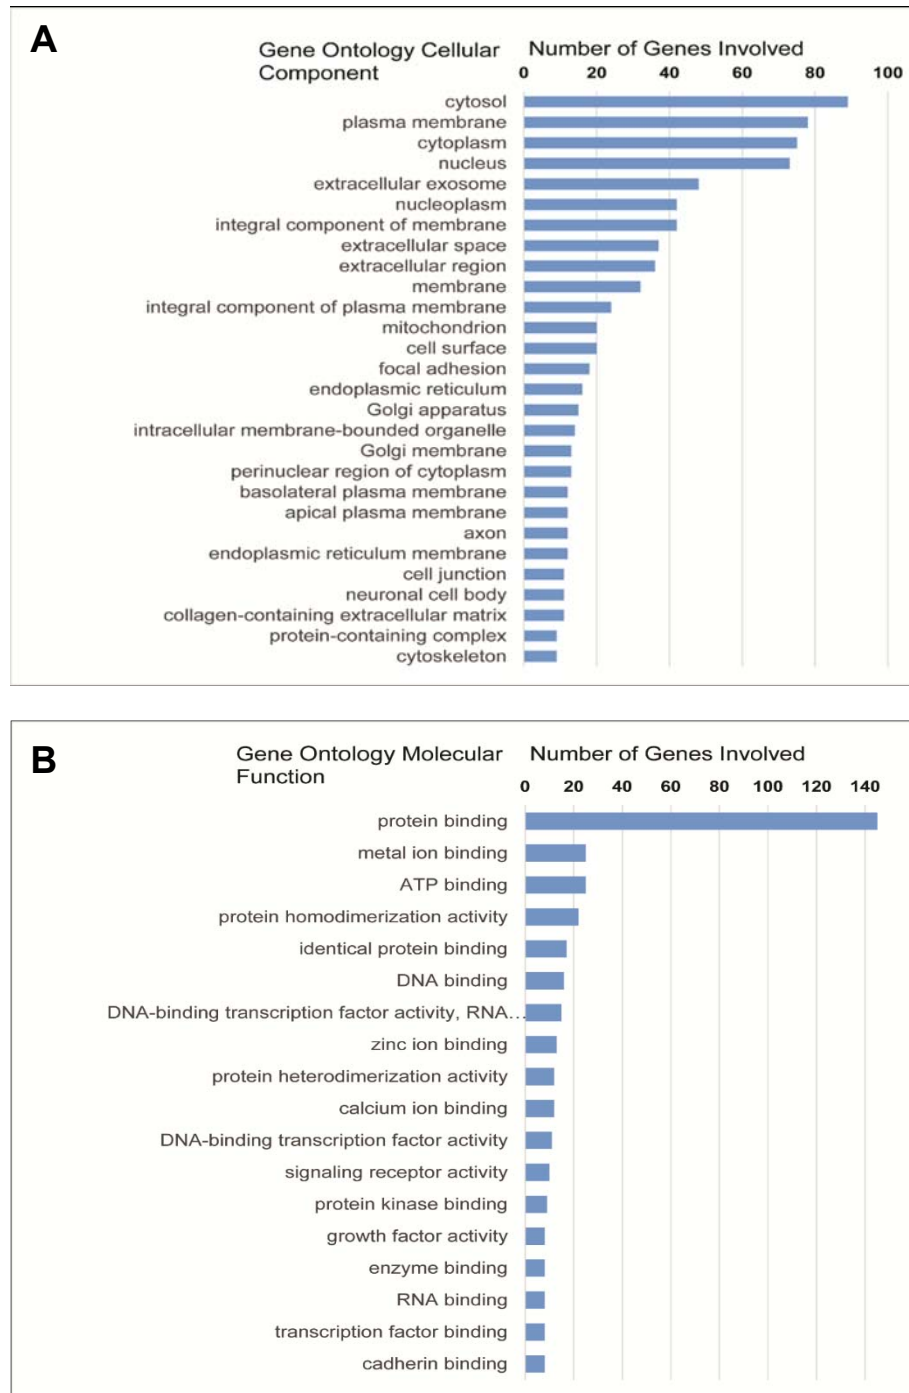 A
Gene Ontology Cellular Component
Number of Genes Involved
0 20 40 60 80 100
cytosol
plasma membrane
cytoplasm
nucleus
extracellular exosome
nucleoplasm
integral component of membrane
extracellular space
extracellular region
membrane
integral component of plasma membrane
mitochondrion
cell surface
focal adhesion
endoplasmic reticulum
Golgi apparatus
intracellular membrane-bounded organelle
Golgi membrane
perinuclear region of cytoplasm
basolateral plasma membrane
apical plasma membrane
axon
endoplasmic reticulum membrane
cell junction
neuronal cell body
collagen-containing extracellular matrix
protein-containing complex
cytoskeleton
B
Gene Ontology Molecular Function
Number of Genes Involved
0 20 40 60 80 100 120 140
protein binding
metal ion binding
ATP binding
protein homodimerization activity
identical protein binding
DNA binding
DNA-binding transcription factor activity, RNA…
zinc ion binding
protein heterodimerization activity
calcium ion binding
DNA-binding transcription factor activity
signaling receptor activity
protein kinase binding
growth factor activity
enzyme binding
RNA binding
transcription factor binding
cadherin binding